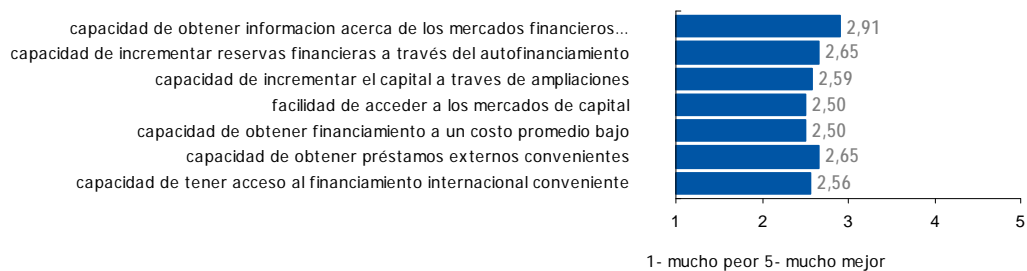 capacidad de obtener informacion acerca de los mercados financieros... 2,91
capacidad de incrementar reservas financieras a través del autofinanciamiento 2,65
capacidad de incrementar el capital a traves de ampliaciones 2,59
facilidad de acceder a los mercados de capital 2,50
capacidad de obtener financiamiento a un costo promedio bajo 2,50
capacidad de obtener préstamos externos convenientes 2,65
capacidad de tener acceso al financiamiento internacional conveniente 2,56
1 2 3 4 5
1- mucho peor 5- mucho mejor